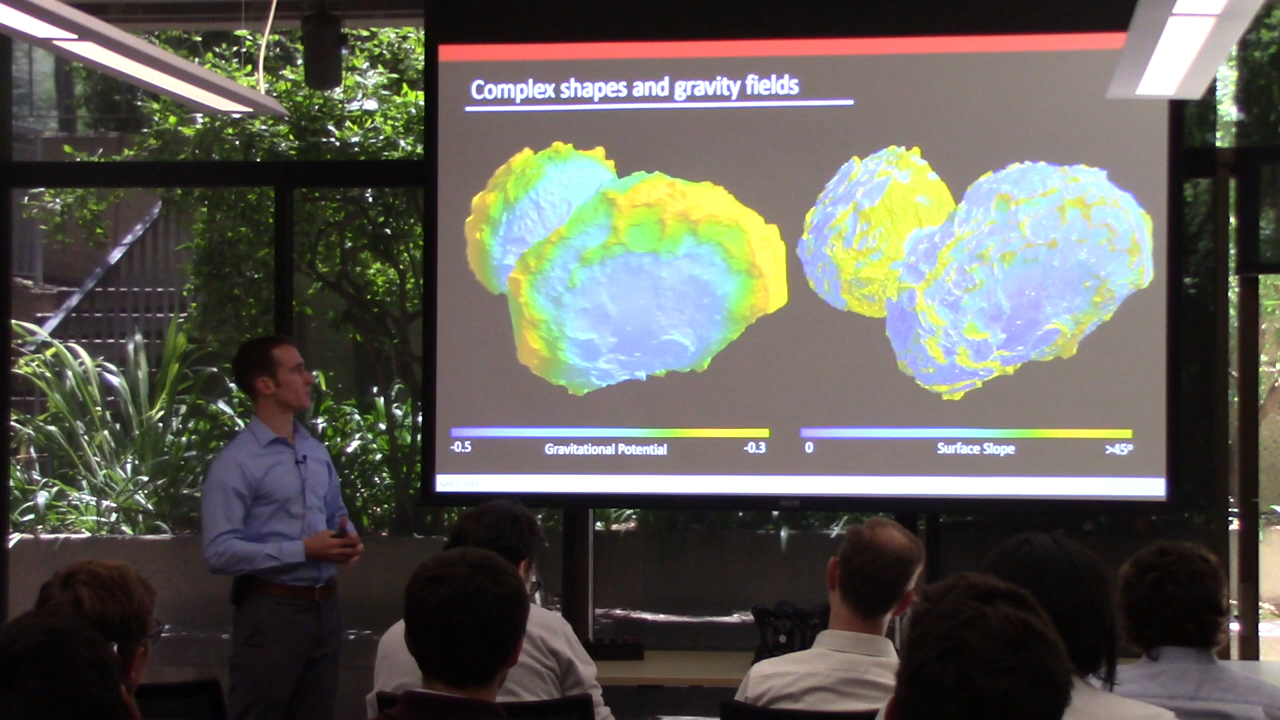 Complex shapes and gravity fields
-0.5 Gravitational Potential -0.3
0 Surface Slope >45°